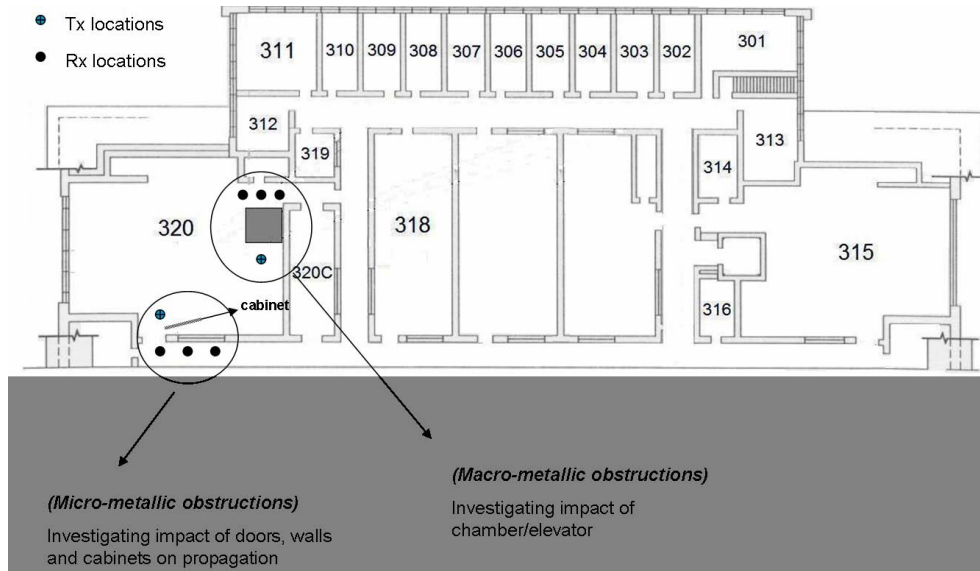 Tx locations
Rx locations
311
310
309
308
307
306
305
304
303
302
301
312
319
314
313
320
318
315
320C
316
cabinet
(Micro-metallic obstructions)
Investigating impact of doors, walls
and cabinets on propagation
(Macro-metallic obstructions)
Investigating impact of
chamber/elevator